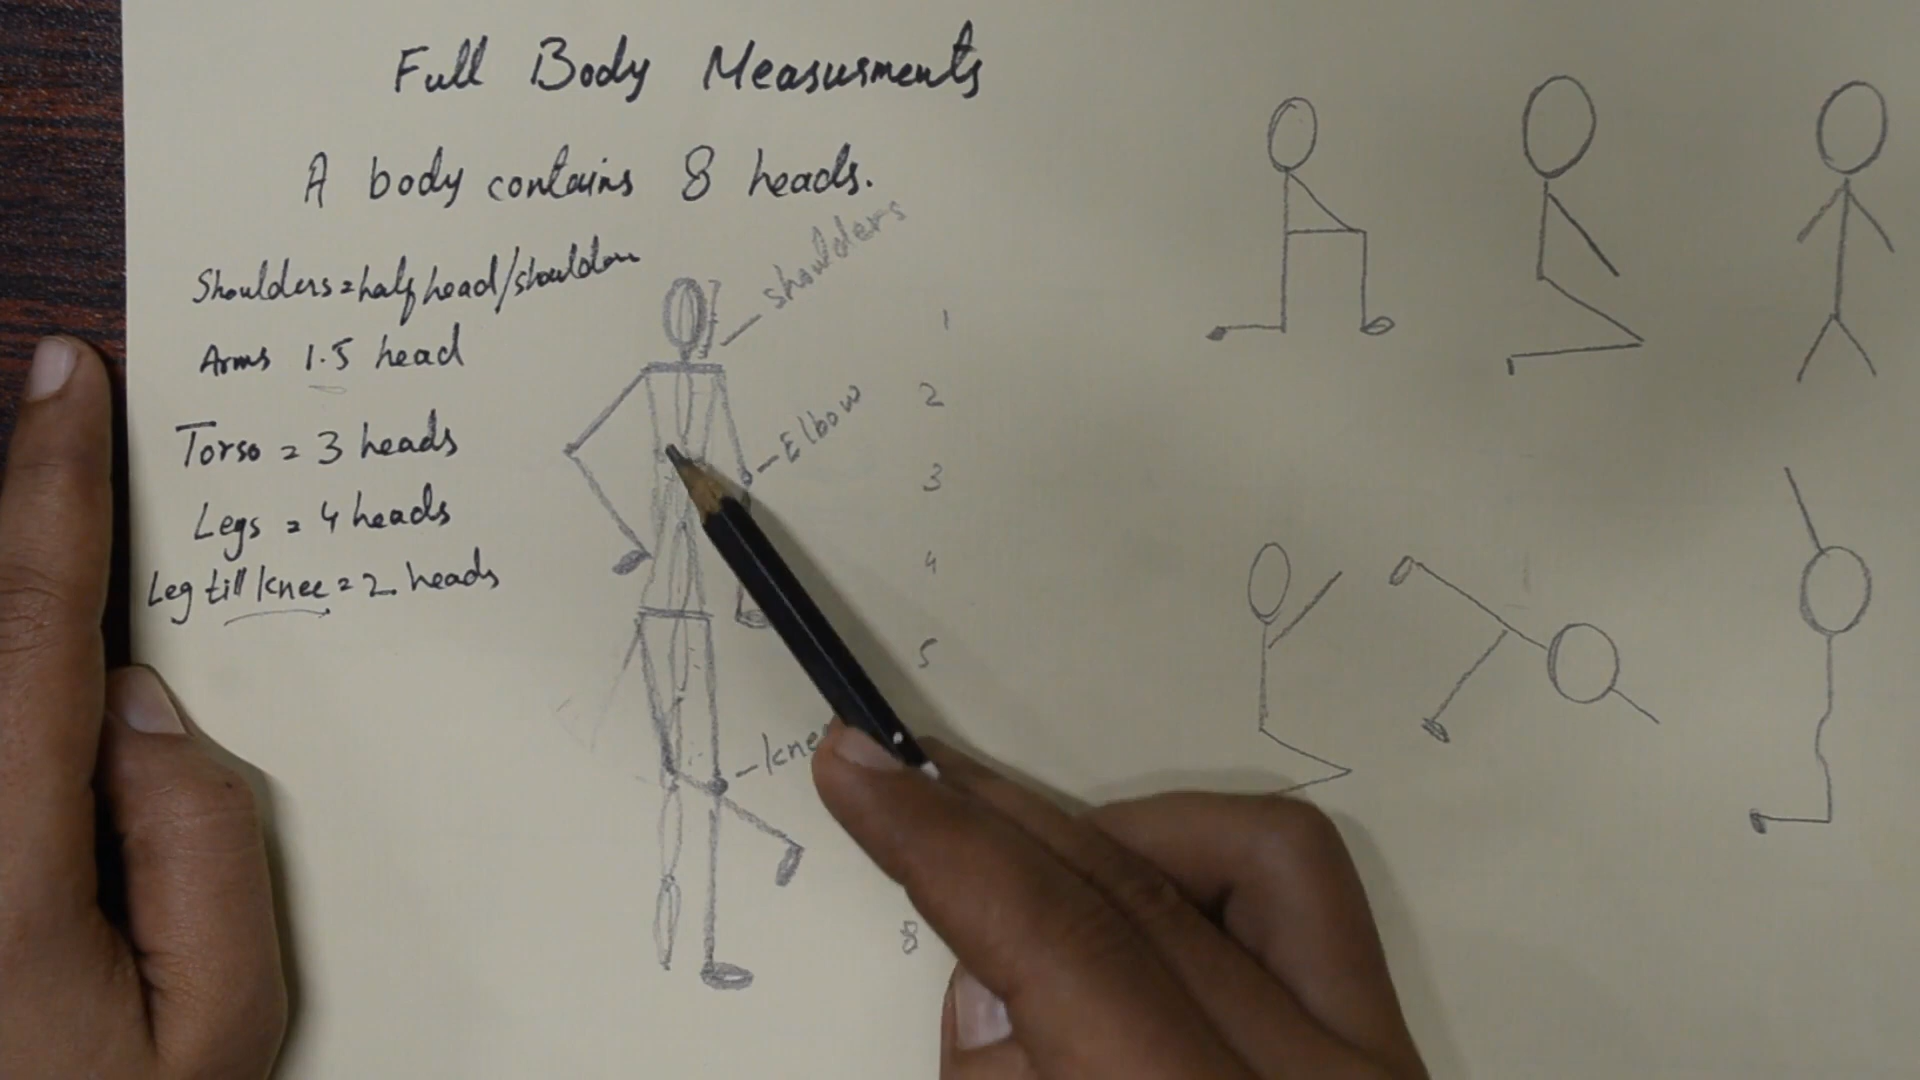 Full Body Measusments
A body contains 8 heads.
Shoulders = half head/shoulder
Arms 1.5 head
Torso = 3 heads
Legs = 4 heads
Leg till knee = 2 heads
shoulders
Elbow
knee
1
2
3
4
5
8